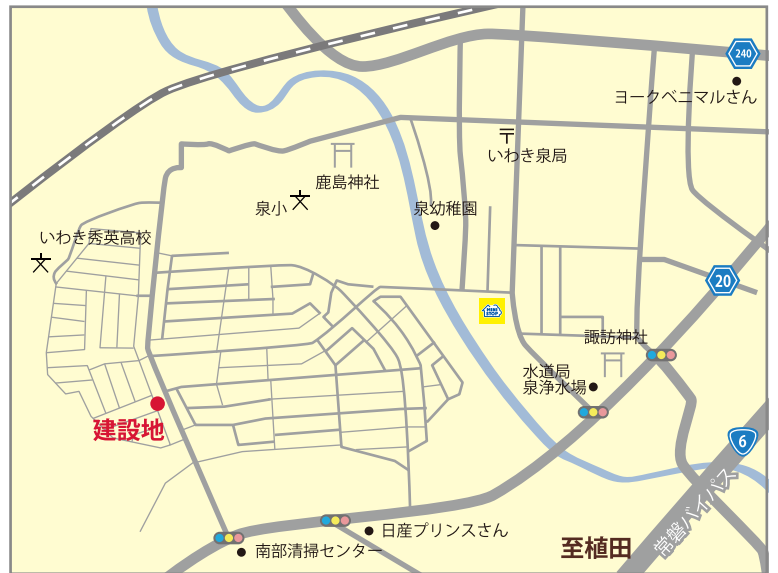 240
ヨークベニマルさん
〒
いわき泉局
鹿島神社
泉小
泉幼稚園
いわき秀英高校
20
MINI
STOP
諏訪神社
水道局
泉浄水場
建設地
6
常磐バイパス
日産プリンスさん
至植田
南部清掃センター